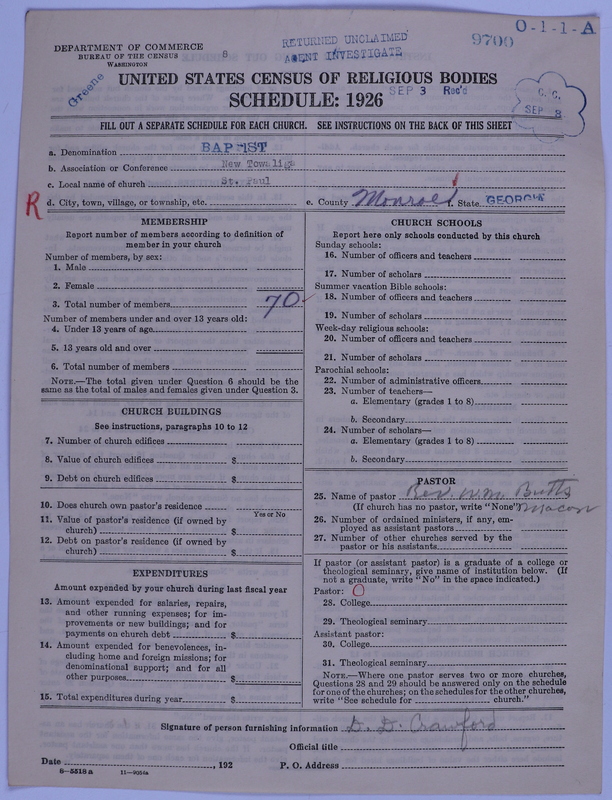 O-1-1-A
DEPARTMENT OF COMMERCE
BUREAU OF THE CENSUS
WASHINGTON
8
RETURNED UNCLAIMED
AGENT INVESTIGATE
9700
Greene
UNITED STATES CENSUS OF RELIGIOUS BODIES
SCHEDULE: 1926
SEP 3 Rec'd
C.C.
SEP 8
FILL OUT A SEPARATE SCHEDULE FOR EACH CHURCH. SEE INSTRUCTIONS ON THE BACK OF THIS SHEET
a. Denomination BAPTIST
b. Association or Conference New Towaliga
c. Local name of church St. Paul
R d. City, town, village, or township, etc. e. County Monroe f. State GEORGIA
MEMBERSHIP
Report number of members according to definition of
member in your church
Number of members, by sex:
1. Male
2. Female
3. Total number of members 70
Number of members under and over 13 years old:
4. Under 13 years of age
5. 13 years old and over
6. Total number of members
NOTE.—The total given under Question 6 should be the
same as the total of males and females given under Question 3.
CHURCH BUILDINGS
See instructions, paragraphs 10 to 12
7. Number of church edifices
8. Value of church edifices $
9. Debt on church edifices $
10. Does church own pastor's residence
Yes or No
11. Value of pastor's residence (if owned by
church) $
12. Debt on pastor's residence (if owned by
church) $
EXPENDITURES
Amount expended by your church during last fiscal year
13. Amount expended for salaries, repairs,
and other running expenses; for im-
provements or new buildings; and for
payments on church debt $
14. Amount expended for benevolences, in-
cluding home and foreign missions; for
denominational support; and for all
other purposes $
15. Total expenditures during year $
CHURCH SCHOOLS
Report here only schools conducted by this church
Sunday schools:
16. Number of officers and teachers
17. Number of scholars
Summer vacation Bible schools:
18. Number of officers and teachers
19. Number of scholars
Week-day religious schools:
20. Number of officers and teachers
21. Number of scholars
Parochial schools:
22. Number of administrative officers
23. Number of teachers—
a. Elementary (grades 1 to 8)
b. Secondary
24. Number of scholars—
a. Elementary (grades 1 to 8)
b. Secondary
PASTOR
25. Name of pastor Rev. W. M. Butts
(If church has no pastor, write "None") Macon
26. Number of ordained ministers, if any, em-
ployed as assistant pastors
27. Number of other churches served by the
pastor or his assistants
If pastor (or assistant pastor) is a graduate of a college or
theological seminary, give name of institution below. (If
not a graduate, write "No" in the space indicated.)
Pastor: O
28. College
29. Theological seminary
Assistant pastor:
30. College
31. Theological seminary
NOTE.—Where one pastor serves two or more churches,
Questions 28 and 29 should be answered only on the schedule
for one of the churches; on the schedules for the other churches,
write "See schedule for church."
Signature of person furnishing information D. D. Crawford
Official title
Date , 192 P. O. Address
8—5518a 11—9054a